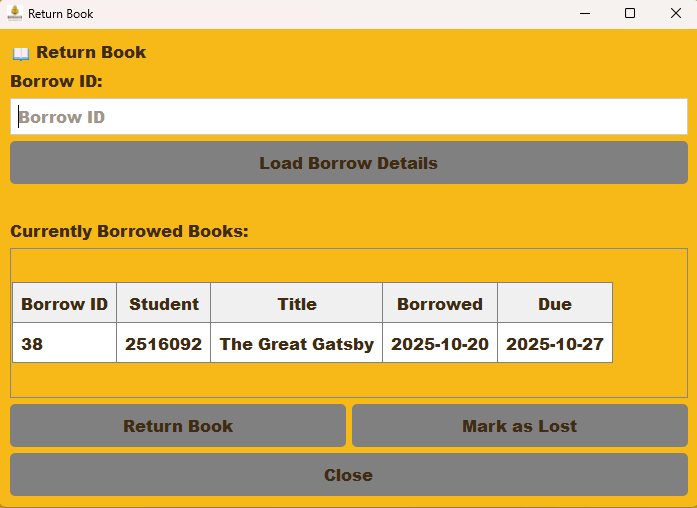 Return Book
📖 Return Book
Borrow ID:
Borrow ID
Load Borrow Details
Currently Borrowed Books:
Borrow ID Student Title Borrowed Due
38 2516092 The Great Gatsby 2025-10-20 2025-10-27
Return Book Mark as Lost
Close